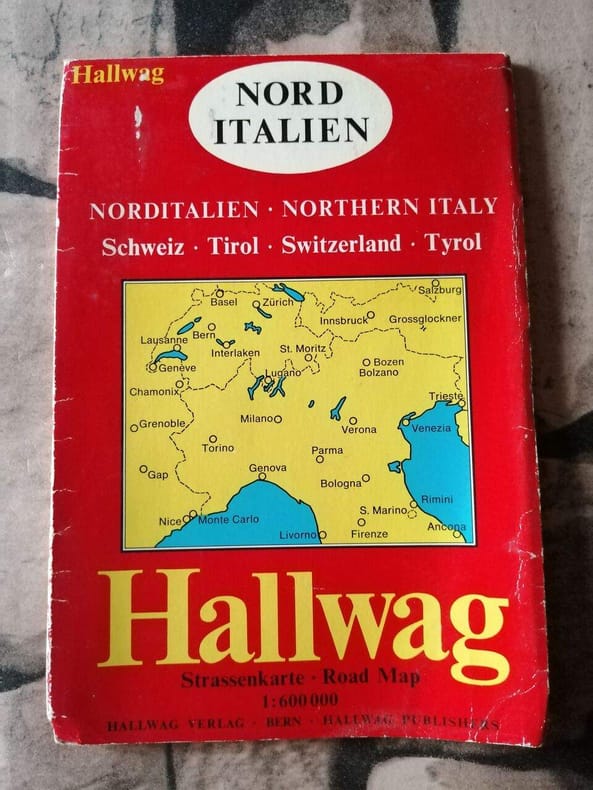 Hallwag
NORD
ITALIEN
NORDITALIEN · NORTHERN ITALY
Schweiz · Tirol · Switzerland · Tyrol
Salzburg
Basel
Zürich
Innsbruck
Grossglockner
Lausanne
Bern
Interlaken
St. Moritz
Genève
Bozen
Bolzano
Lugano
Chamonix
Trieste
Grenoble
Milano
Verona
Venezia
Torino
Parma
Gap
Genova
Bologna
Rimini
S. Marino
Nice
Monte Carlo
Ancona
Livorno
Firenze
Hallwag
Strassenkarte · Road Map
1:600000
HALLWAG VERLAG · BERN · HALLWAG PUBLISHERS